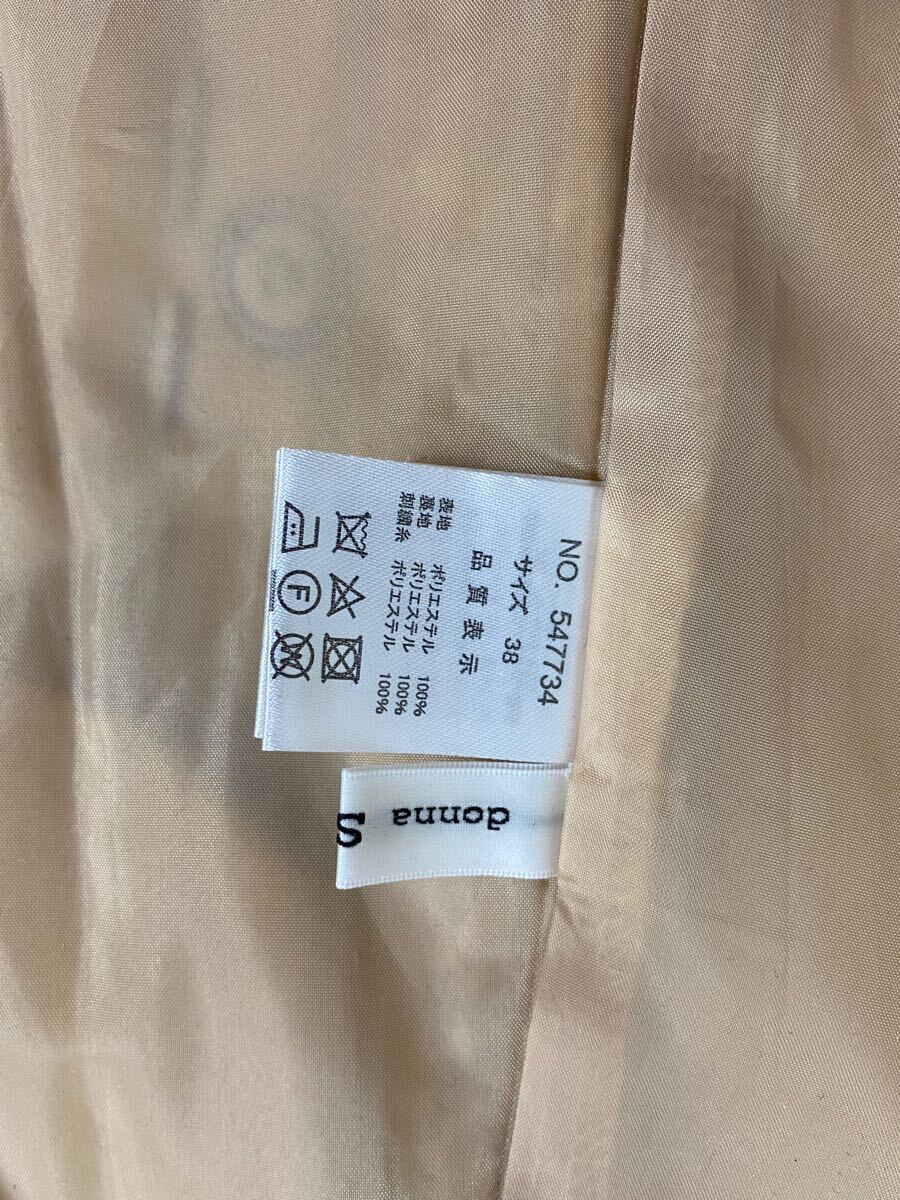 NO. 547734
サイズ 38
品質表示
表地 ポリエステル 100%
裏地 ポリエステル 100%
刺繍糸 ポリエステル 100%
F
W
donna
S